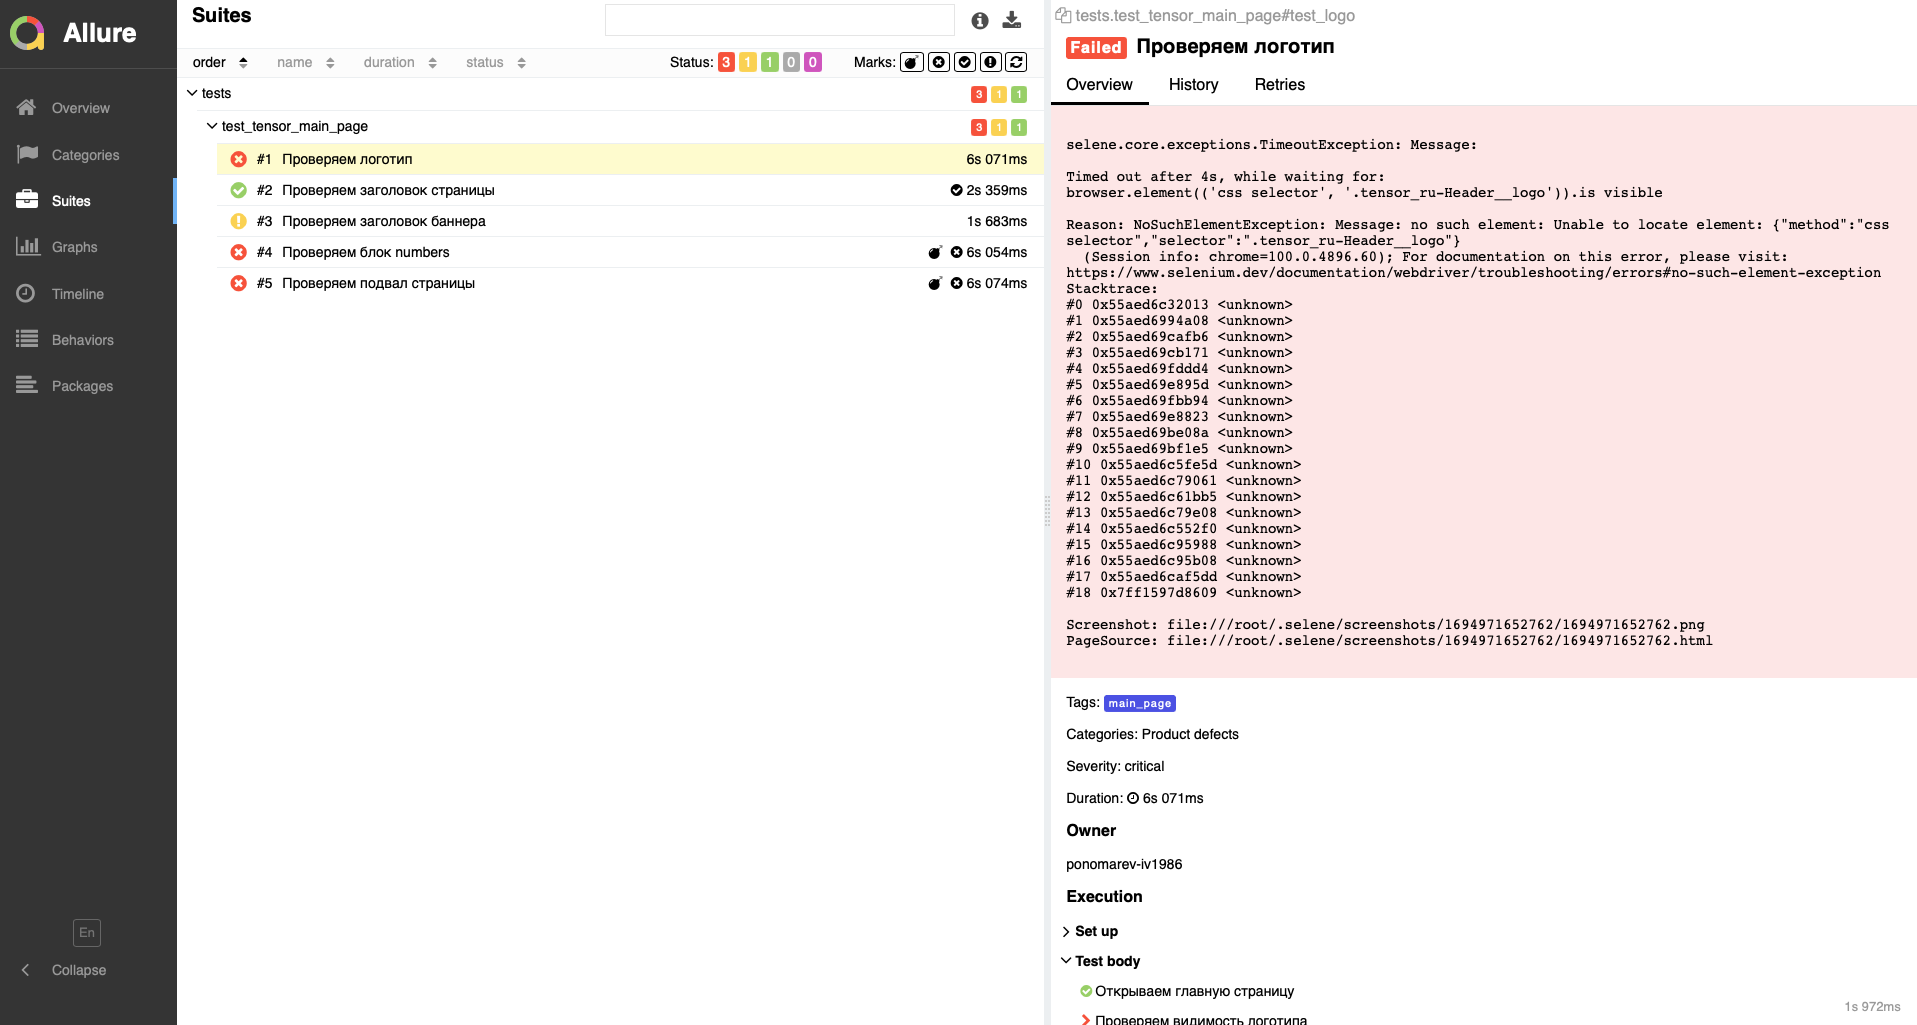 Allure
Overview
Categories
Suites
Graphs
Timeline
Behaviors
Packages
En
Collapse
Suites
order name duration status Status: 3 1 1 0 0 Marks:
tests 3 1 1
test_tensor_main_page 3 1 1
#1 Проверяем логотип 6s 071ms
#2 Проверяем заголовок страницы 2s 359ms
#3 Проверяем заголовок баннера 1s 683ms
#4 Проверяем блок numbers 6s 054ms
#5 Проверяем подвал страницы 6s 074ms
tests.test_tensor_main_page#test_logo
Failed Проверяем логотип
Overview History Retries
selene.core.exceptions.TimeoutException: Message:
Timed out after 4s, while waiting for:
browser.element(('css selector', '.tensor_ru-Header__logo')).is visible
Reason: NoSuchElementException: Message: no such element: Unable to locate element: {"method":"css
selector","selector":".tensor_ru-Header__logo"}
(Session info: chrome=100.0.4896.60); For documentation on this error, please visit:
https://www.selenium.dev/documentation/webdriver/troubleshooting/errors#no-such-element-exception
Stacktrace:
#0 0x55aed6c32013 <unknown>
#1 0x55aed6994a08 <unknown>
#2 0x55aed69cafb6 <unknown>
#3 0x55aed69cb171 <unknown>
#4 0x55aed69fddd4 <unknown>
#5 0x55aed69e895d <unknown>
#6 0x55aed69fbb94 <unknown>
#7 0x55aed69e8823 <unknown>
#8 0x55aed69be08a <unknown>
#9 0x55aed69bf1e5 <unknown>
#10 0x55aed6c5fe5d <unknown>
#11 0x55aed6c79061 <unknown>
#12 0x55aed6c61bb5 <unknown>
#13 0x55aed6c79e08 <unknown>
#14 0x55aed6c552f0 <unknown>
#15 0x55aed6c95988 <unknown>
#16 0x55aed6c95b08 <unknown>
#17 0x55aed6caf5dd <unknown>
#18 0x7ff1597d8609 <unknown>
Screenshot: file:///root/.selene/screenshots/1694971652762/1694971652762.png
PageSource: file:///root/.selene/screenshots/1694971652762/1694971652762.html
Tags: main_page
Categories: Product defects
Severity: critical
Duration: 6s 071ms
Owner
ponomarev-iv1986
Execution
Set up
Test body
Открываем главную страницу
1s 972ms
Проверяем видимость логотипа